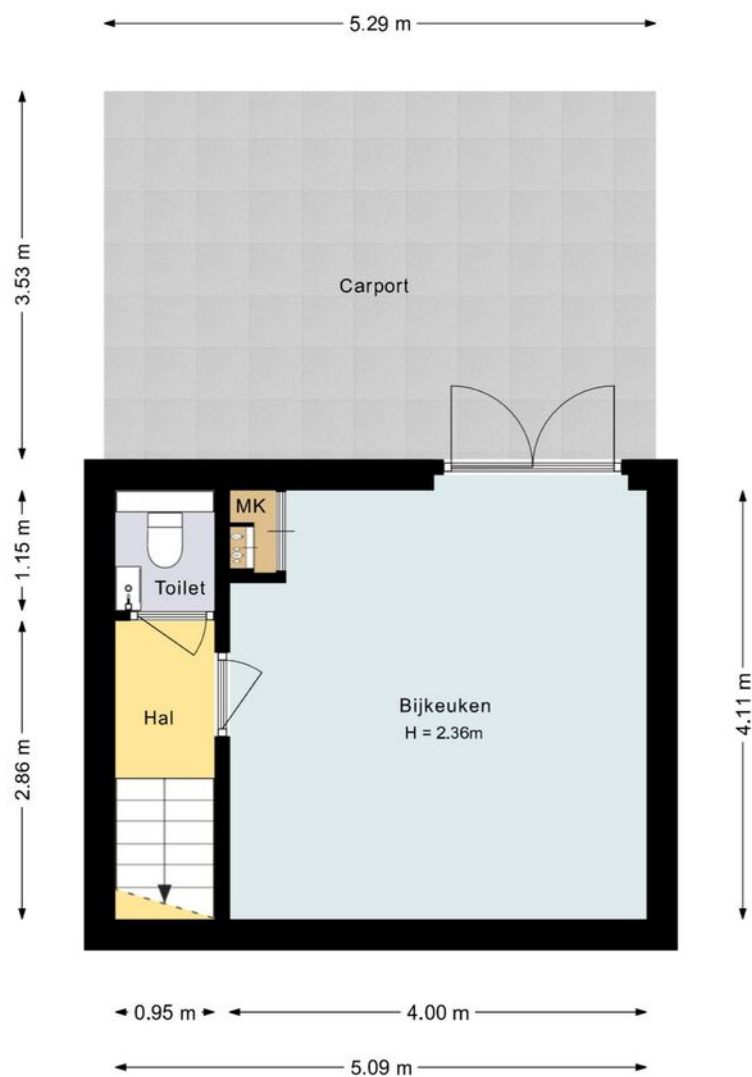 5.29 m
3.53 m
Carport
MK
1.15 m
Toilet
Hal
Bijkeuken
H = 2.36m
4.11 m
2.86 m
0.95 m
4.00 m
5.09 m